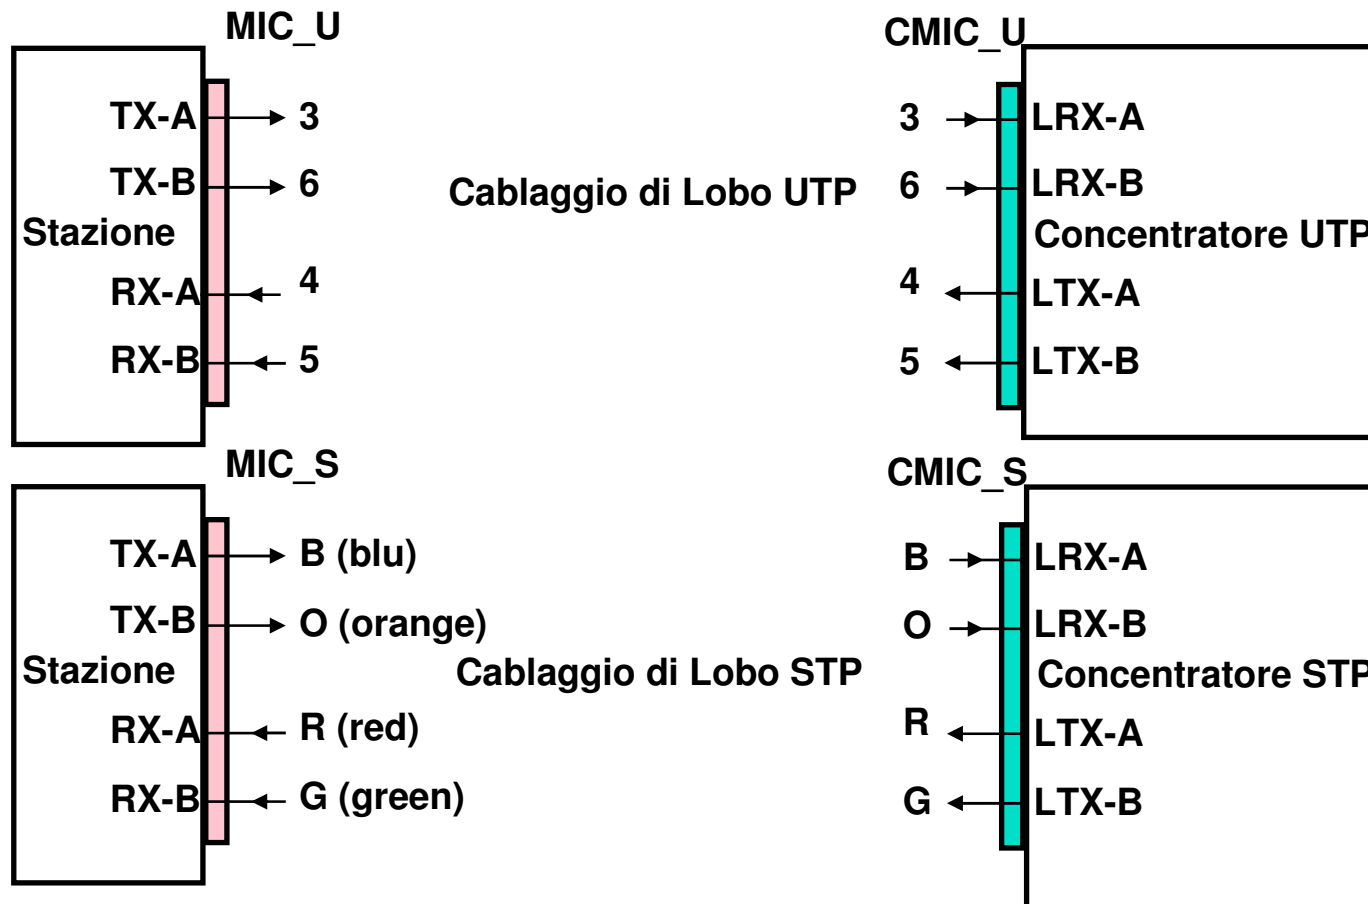 MIC_U
CMIC_U
TX-A 3
3 LRX-A
TX-B 6
Cablaggio di Lobo UTP
6 LRX-B
Stazione
Concentratore UTP
RX-A 4
4 LTX-A
RX-B 5
5 LTX-B
MIC_S
CMIC_S
TX-A B (blu)
B LRX-A
TX-B O (orange)
O LRX-B
Stazione
Cablaggio di Lobo STP
Concentratore STP
RX-A R (red)
R LTX-A
RX-B G (green)
G LTX-B